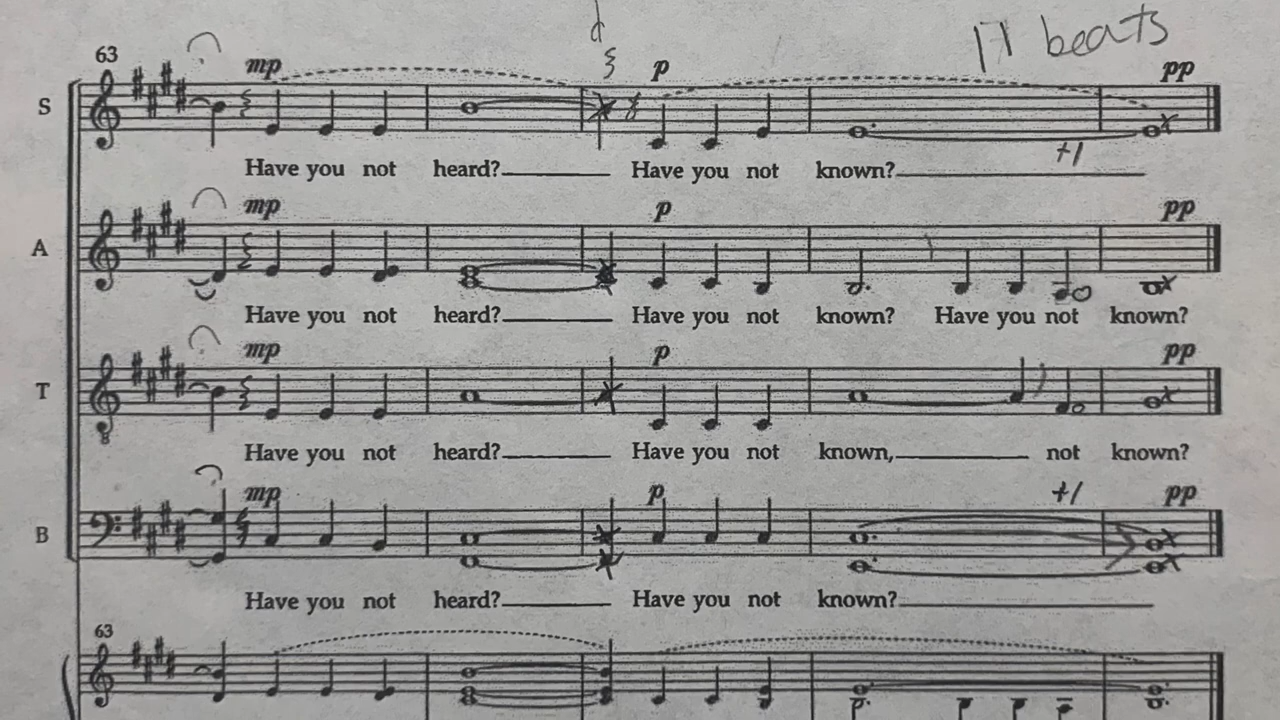 17 beats
63
mp p pp
S
+1
Have you not heard? Have you not known?
mp p pp
A
Have you not heard? Have you not known? Have you not known?
mp p pp
T
Have you not heard? Have you not known, not known?
mp p +1 pp
B
Have you not heard? Have you not known?
63